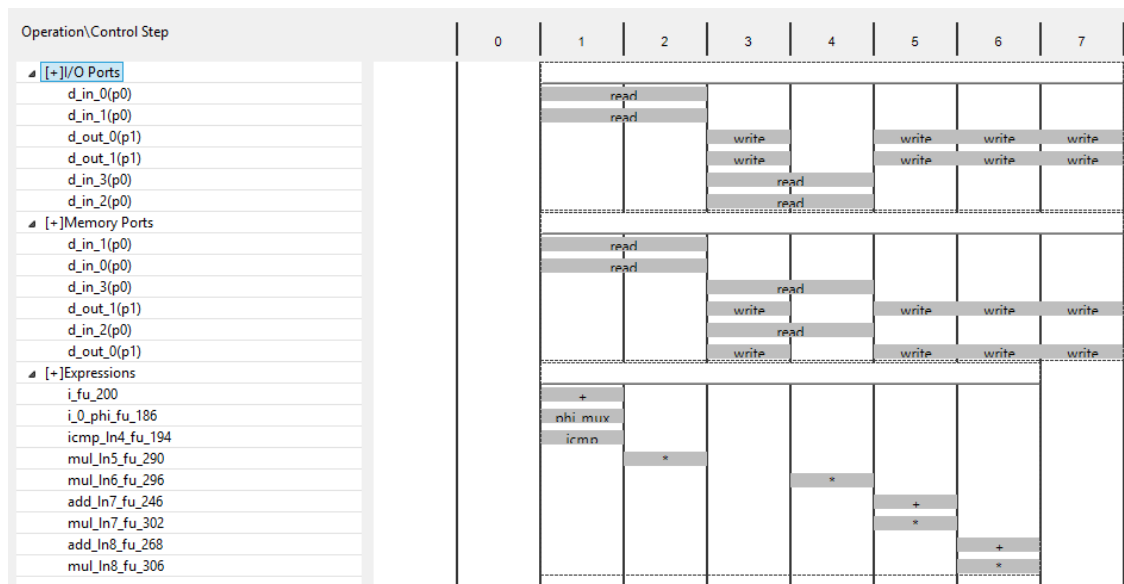 Operation\Control Step 0 1 2 3 4 5 6 7
[+]I/O Ports
d_in_0(p0) read
d_in_1(p0) read
d_out_0(p1) write write write write
d_out_1(p1) write write write write
d_in_3(p0) read
d_in_2(p0) read
[+]Memory Ports
d_in_1(p0) read
d_in_0(p0) read
d_in_3(p0) read
d_out_1(p1) write write write write
d_in_2(p0) read
d_out_0(p1) write write write write
[+]Expressions
i_fu_200 +
i_0_phi_fu_186 phi_mux
icmp_ln4_fu_194 icmp
mul_ln5_fu_290 *
mul_ln6_fu_296 *
add_ln7_fu_246 +
mul_ln7_fu_302 *
add_ln8_fu_268 +
mul_ln8_fu_306 *